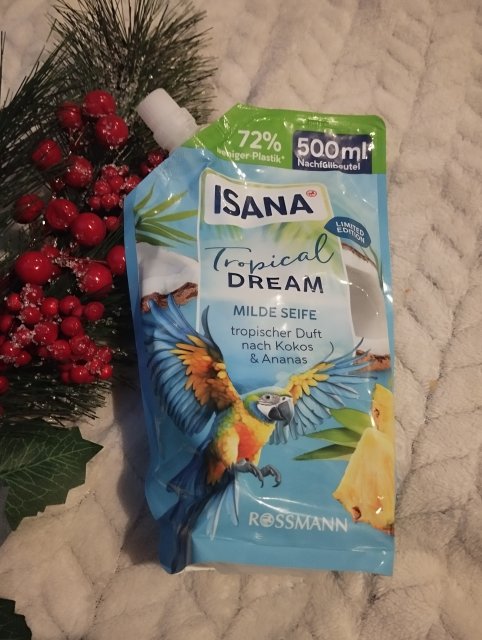 72%
weniger Plastik*
500ml
Nachfüllbeutel
ISANA
LIMITED
EDITION
Tropical
DREAM
MILDE SEIFE
tropischer Duft
nach Kokos
& Ananas
ROSSMANN